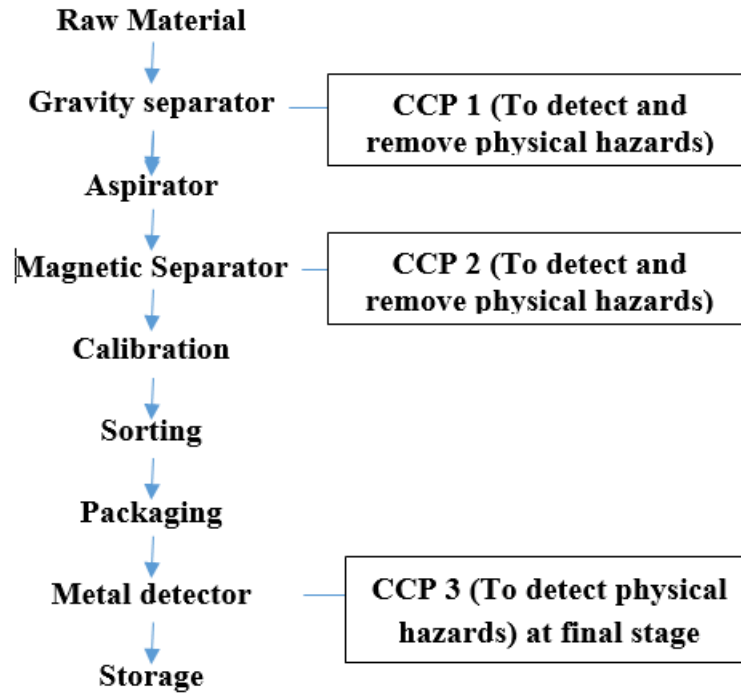 Raw Material
Gravity separator
CCP 1 (To detect and
remove physical hazards)
Aspirator
Magnetic Separator
CCP 2 (To detect and
remove physical hazards)
Calibration
Sorting
Packaging
Metal detector
CCP 3 (To detect physical
hazards) at final stage
Storage